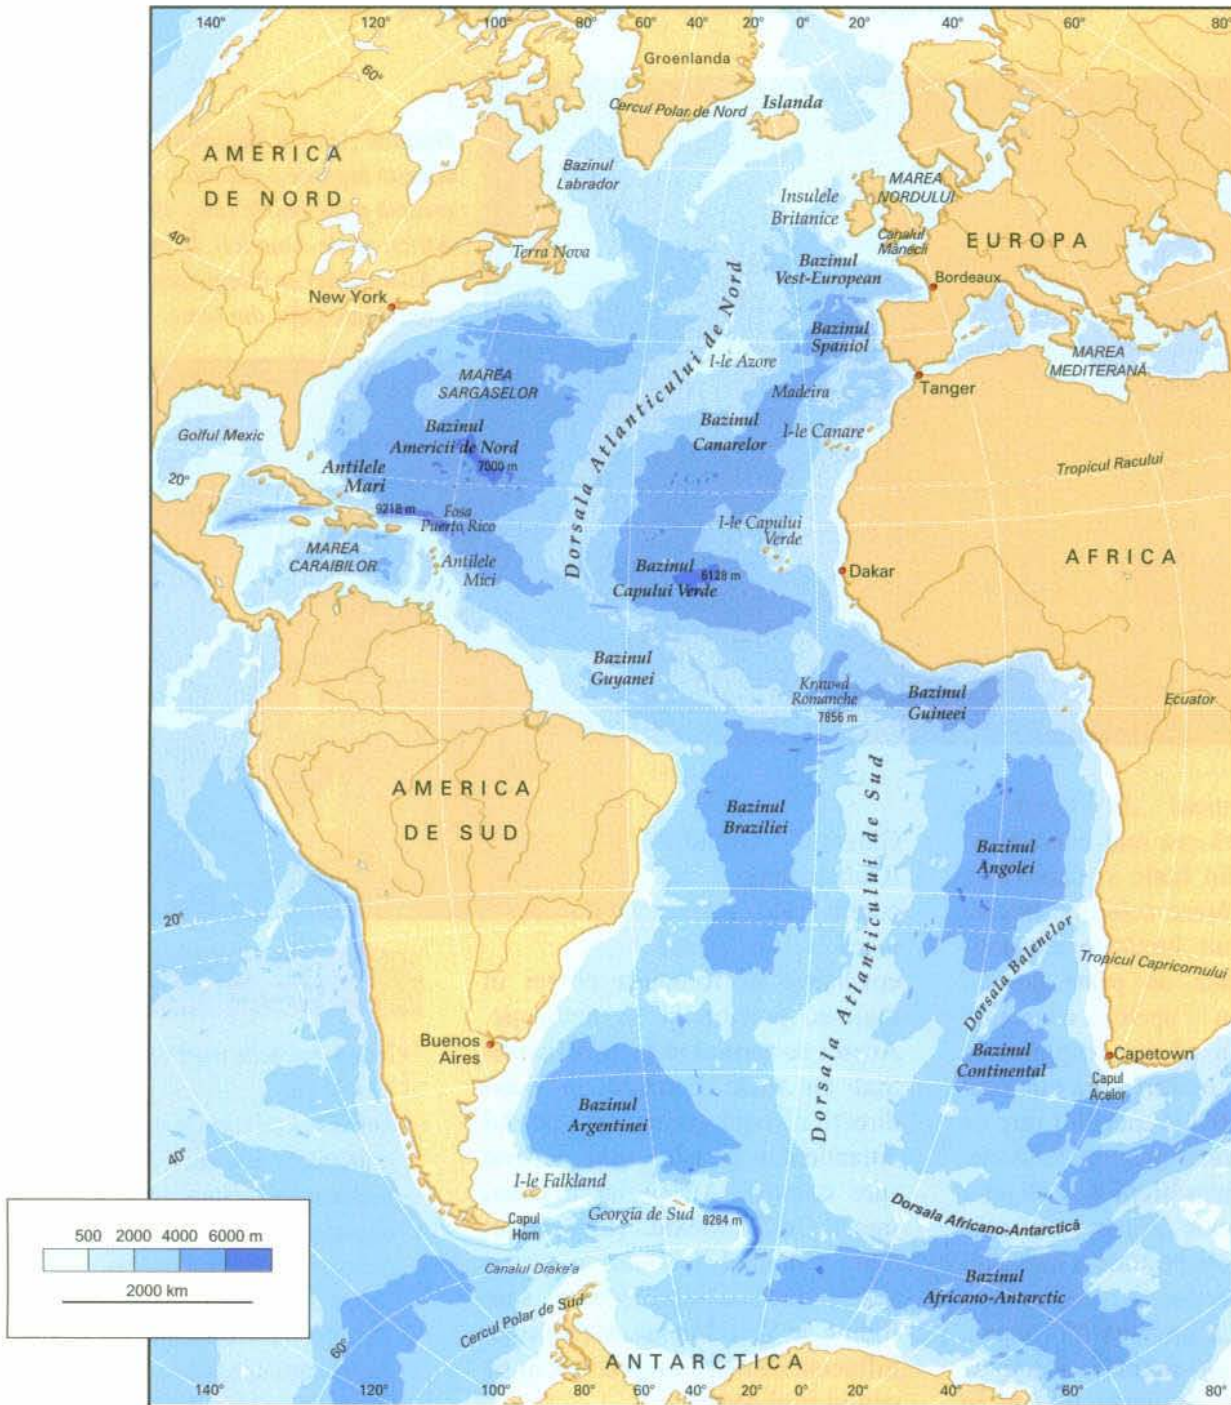 140°
120°
100°
80°
60°
40°
20°
0°
20°
40°
60°
80°
60°
Groenlanda
Cercul Polar de Nord
Islanda
AMERICA
DE NORD
Bazinul
Labrador
Insulele
Britanice
MAREA
NORDULUI
Canalul
Mânecii
EUROPA
40°
Terra Nova
Bazinul
Vest-European
Bordeaux
New York
Dorsala Atlanticului de Nord
Bazinul
Spaniol
I-le Azore
MAREA
MEDITERANĂ
MAREA
SARGASELOR
Madeira
Tanger
Golful Mexic
Bazinul
Americii de Nord
7000 m
Bazinul
Canarelor
I-le Canare
Tropicul Racului
Antilele
Mari
20°
9218 m
Fosa
Puerto Rico
I-le Capului
Verde
MAREA
CARAIBILOR
Antilele
Mici
Bazinul
Capului Verde
6128 m
Dakar
AFRICA
Bazinul
Guyanei
Romanche
7856 m
Bazinul
Guineei
Ecuator
AMERICA
DE SUD
Bazinul
Braziliei
Dorsala Atlanticului de Sud
Bazinul
Angolei
20°
Dorsala Balenelor
Tropicul Capricornului
Buenos
Aires
Bazinul
Continental
Capetown
Capul
Acelor
Bazinul
Argentinei
40°
I-le Falkland
Georgia de Sud
8264 m
Capul
Horn
Dorsala Africano-Antarctică
500 2000 4000 6000 m
2000 km
Canalul Drake'a
Bazinul
Africano-Antarctic
Cercul Polar de Sud
60°
ANTARCTICA
140°
120°
100°
80°
60°
40°
20°
0°
20°
40°
60°
80°